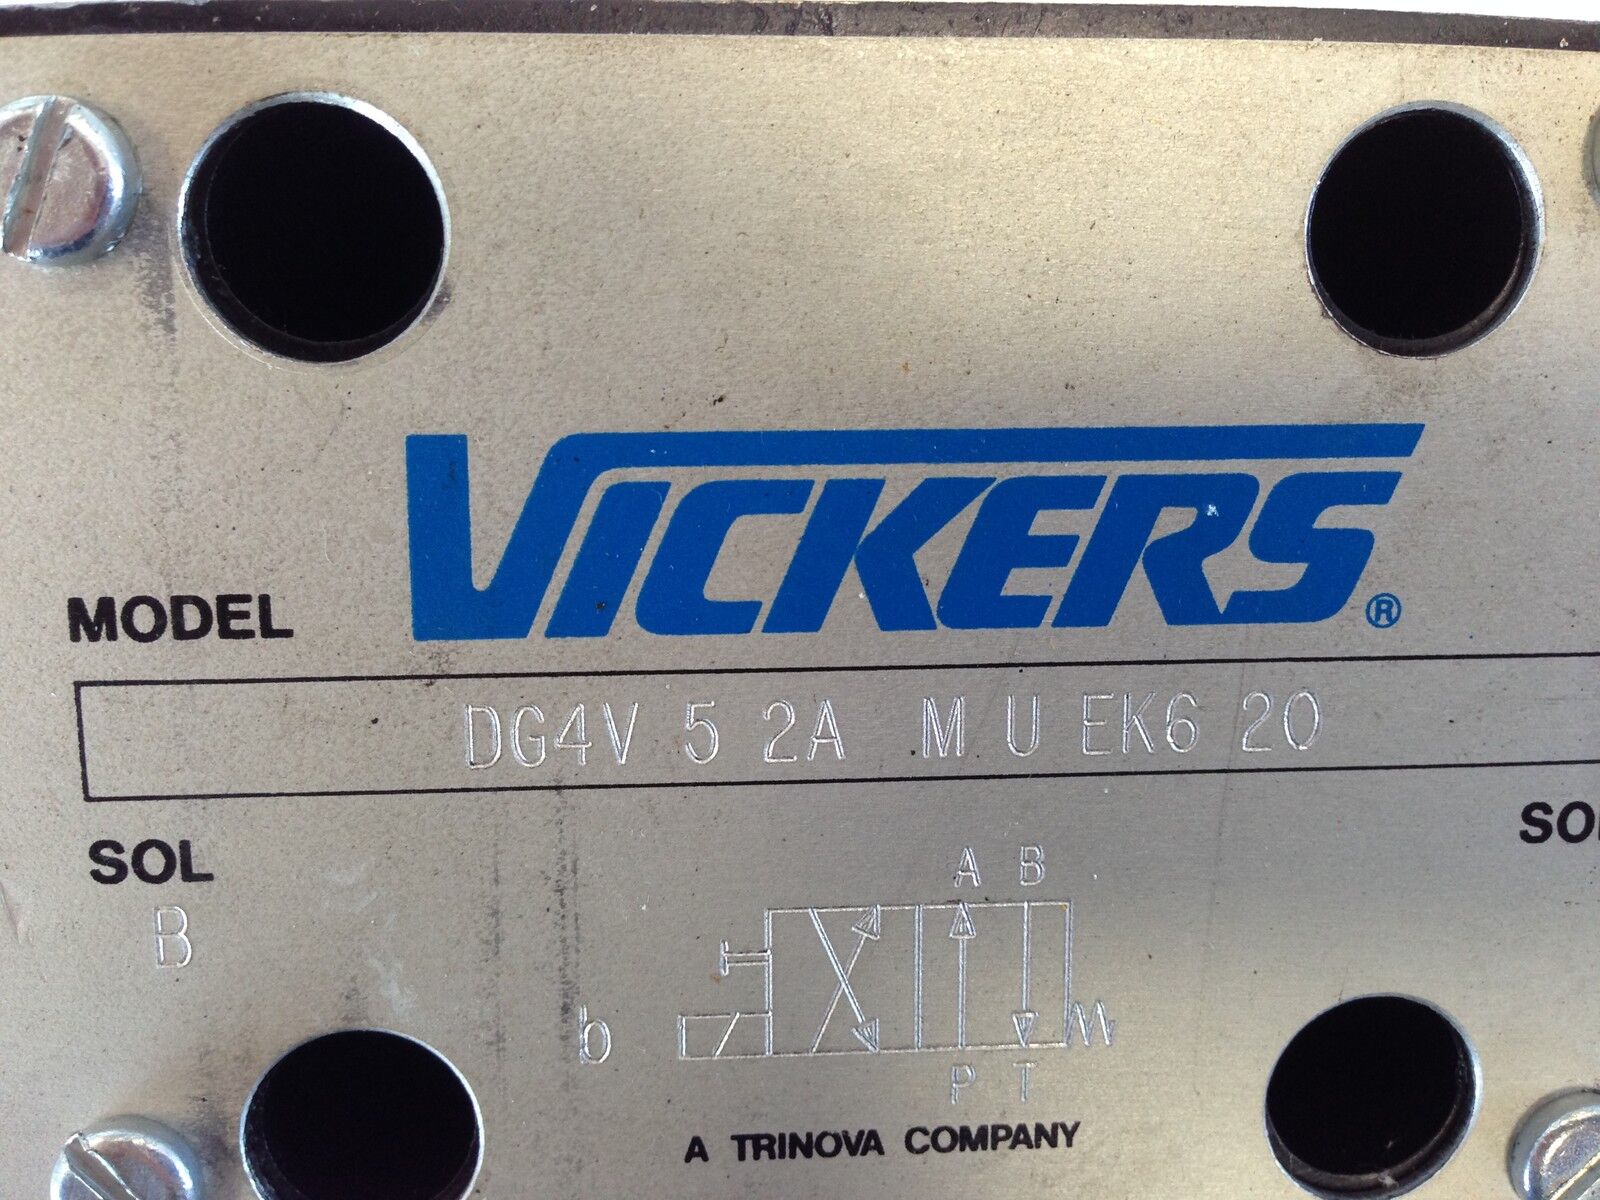 VICKERS®
MODEL
DG4V 5 2A M U EK6 20
SOL
B
A B
b
P T
A TRINOVA COMPANY